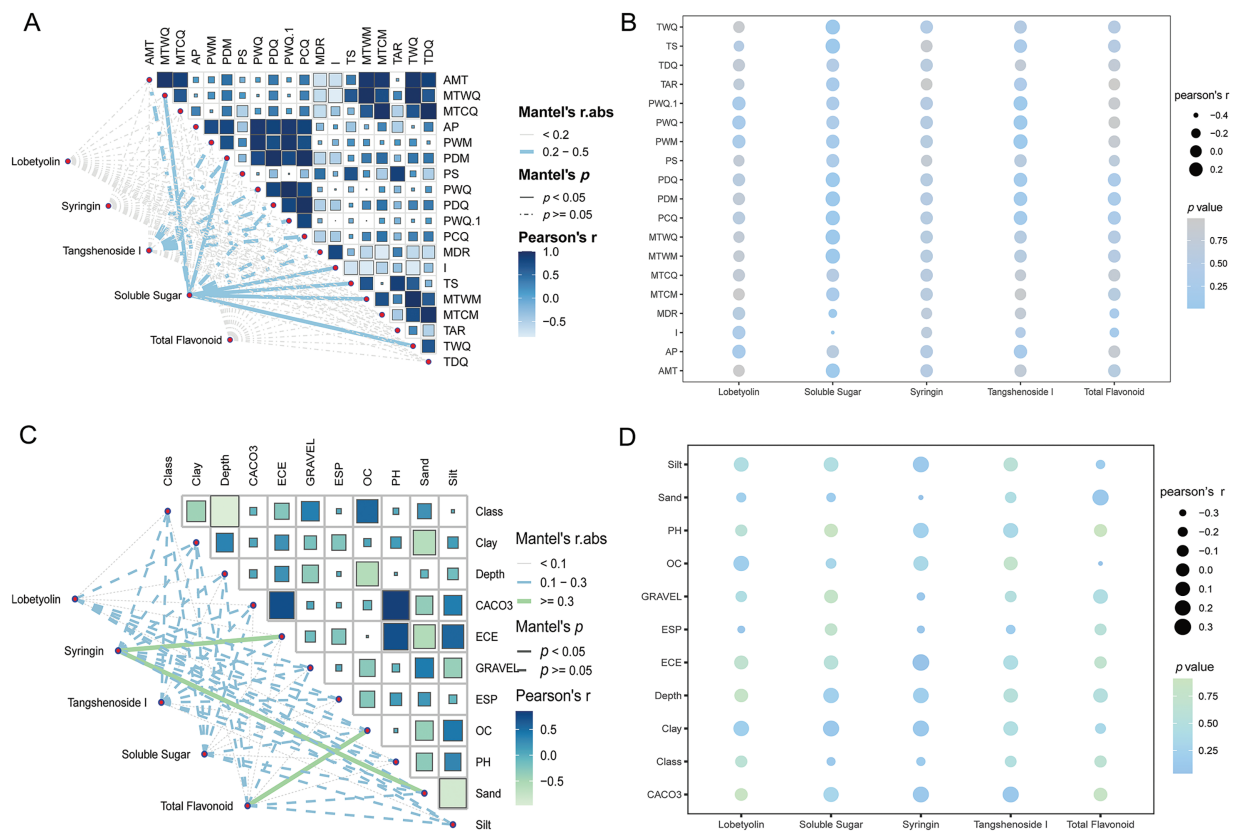 A
AMT
MTWQ
MTCQ
AP
PWM
PDM
PS
PWQ
PDQ
PWQ.1
PCQ
MDR
I
TS
MTWM
MTCM
TAR
TWQ
TDQ
AMT
MTWQ
MTCQ
AP
PWM
PDM
PS
PWQ
PDQ
PWQ.1
PCQ
MDR
I
TS
MTWM
MTCM
TAR
TWQ
TDQ
Lobetyolin
Syringin
Tangshenoside I
Soluble Sugar
Total Flavonoid
Mantel's r.abs
< 0.2
0.2 − 0.5
Mantel's p
p < 0.05
p >= 0.05
Pearson's r
1.0
0.5
0.0
−0.5
B
TWQ
TS
TDQ
TAR
PWQ.1
PWQ
PWM
PS
PDQ
PDM
PCQ
MTWQ
MTWM
MTCQ
MTCM
MDR
I
AP
AMT
Lobetyolin
Soluble Sugar
Syringin
Tangshenoside I
Total Flavonoid
pearson's r
−0.4
−0.2
0.0
0.2
p value
0.75
0.50
0.25
C
Class
Clay
Depth
CACO3
ECE
GRAVEL
ESP
OC
PH
Sand
Silt
Class
Clay
Depth
CACO3
ECE
GRAVEL
ESP
OC
PH
Sand
Silt
Lobetyolin
Syringin
Tangshenoside I
Soluble Sugar
Total Flavonoid
Mantel's r.abs
< 0.1
0.1 − 0.3
>= 0.3
Mantel's p
p < 0.05
p >= 0.05
Pearson's r
0.5
0.0
−0.5
D
Silt
Sand
PH
OC
GRAVEL
ESP
ECE
Depth
Clay
Class
CACO3
Lobetyolin
Soluble Sugar
Syringin
Tangshenoside I
Total Flavonoid
pearson's r
−0.3
−0.2
−0.1
0.0
0.1
0.2
0.3
p value
0.75
0.50
0.25